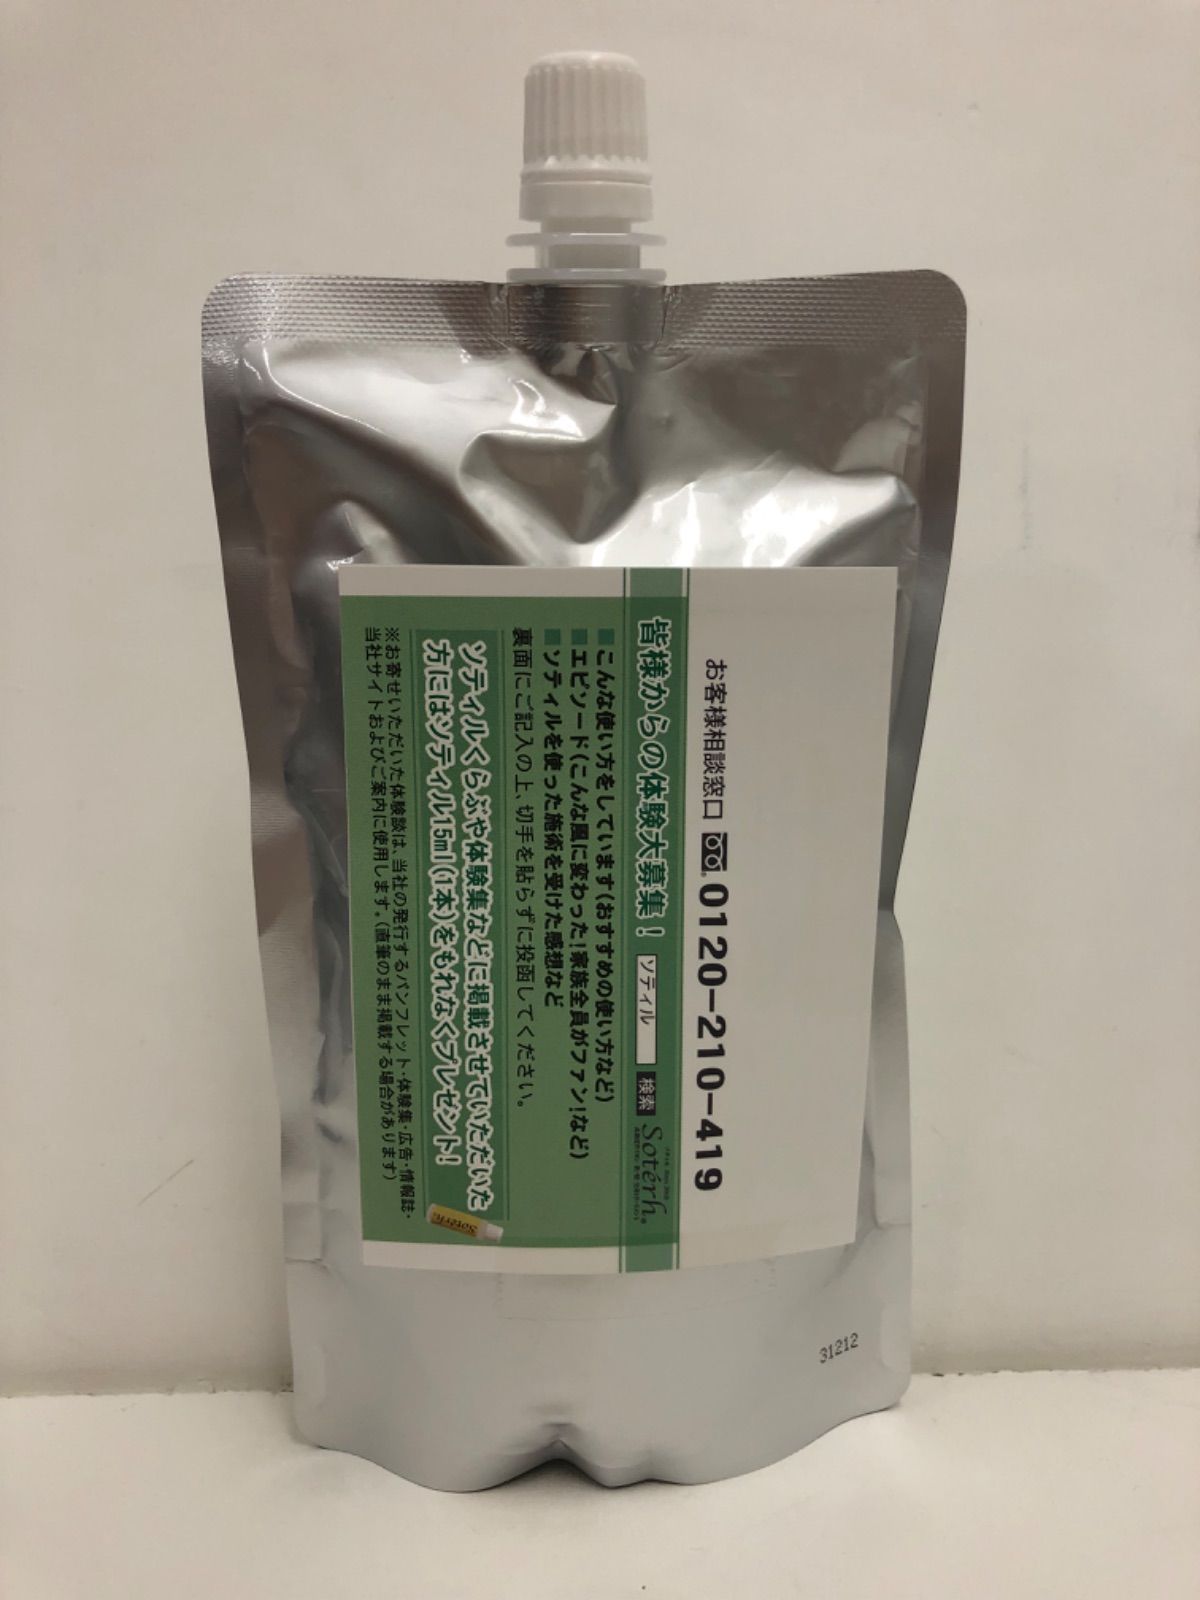 お客様相談窓口 0120-210-419
皆様からの体験大募集！ ソティル 検索 Sotérh®
■こんな使い方をしています(おすすめの使い方など)
■エピソード(こんな風に変わった!家族全員がファン!など)
■ソティルを使った施術を受けた感想など
裏面にご記入の上、切手を貼らずに投函してください。
ソティルくらぶや体験集などに掲載させていただいた
方にはソティル15ml(1本)をもれなくプレゼント!
※お寄せいただいた体験談は、当社の発行するパンフレット・体験集・広告・情報誌・
当社サイトおよびご案内に使用します。(直筆のまま掲載する場合があります)
31212